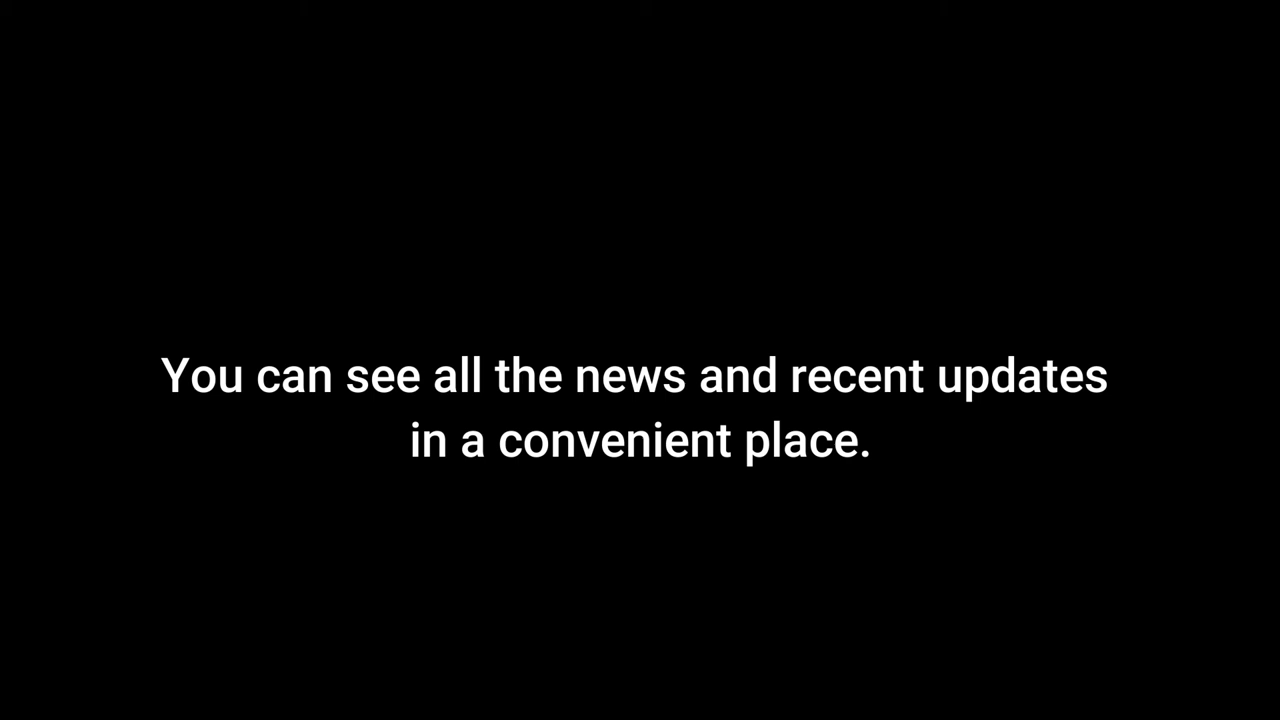 You can see all the news and recent updates
in a convenient place.